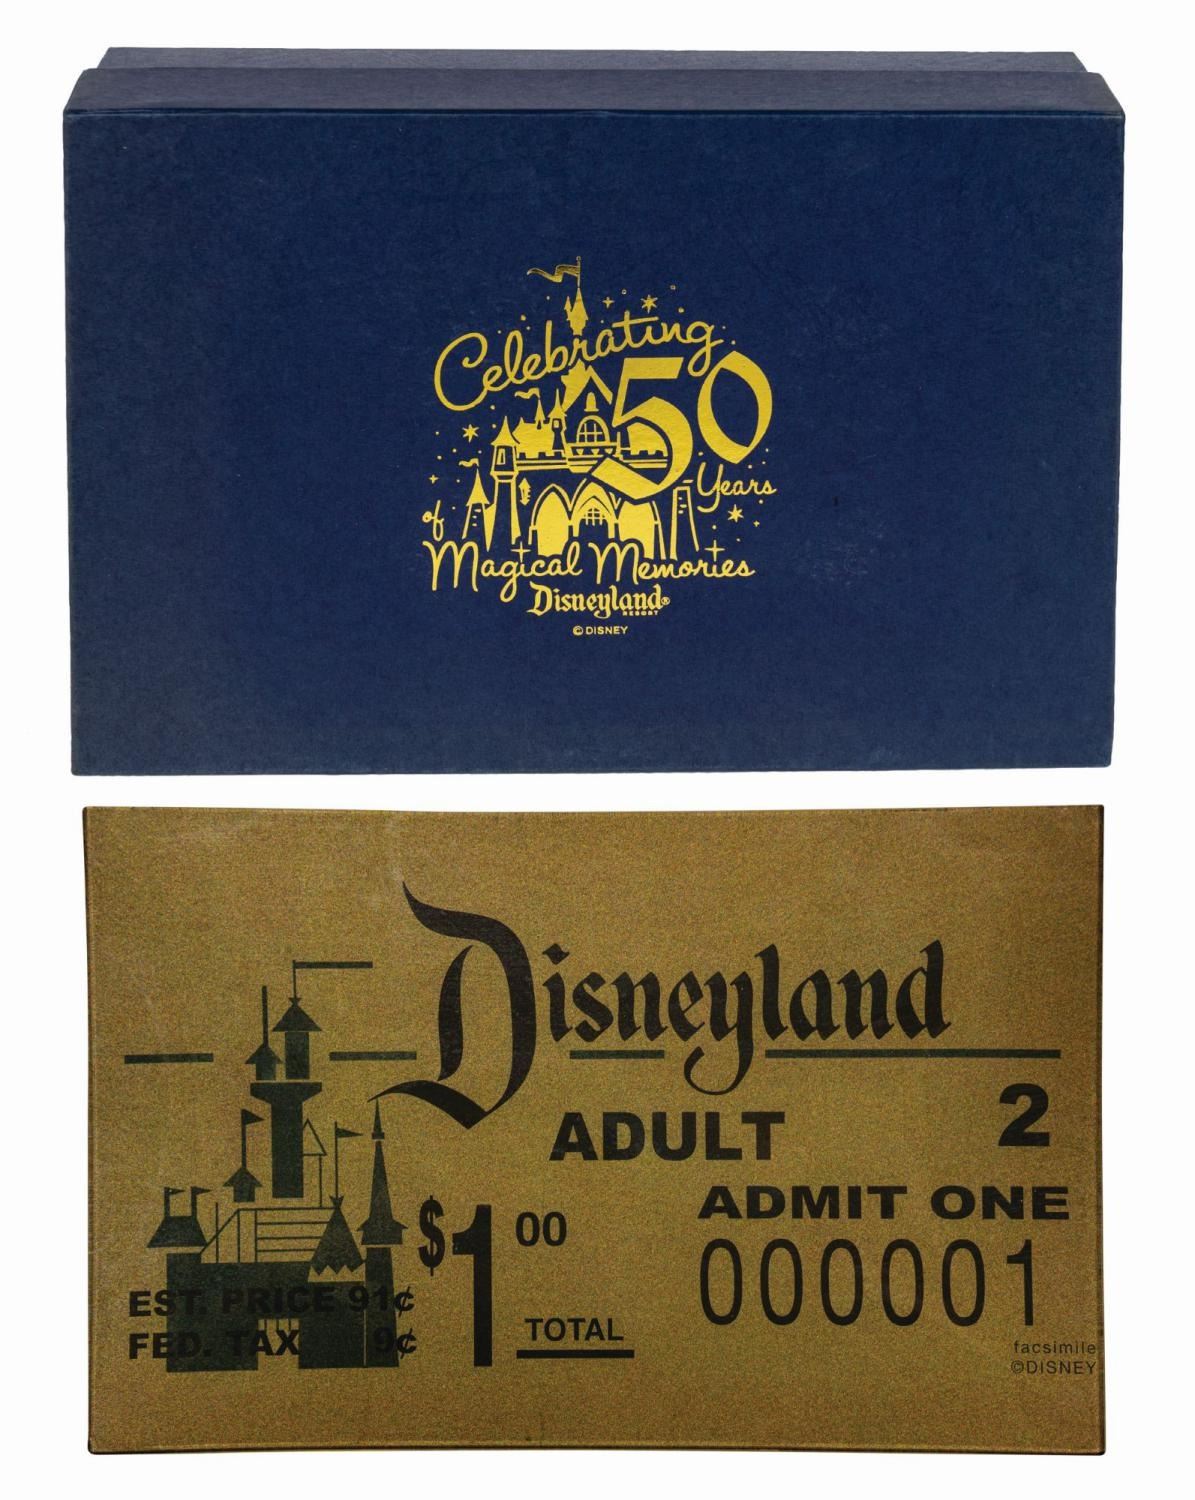 Celebrating
50
Years
of
Magical Memories
Disneyland®
RESORT
© DISNEY
Disneyland
ADULT 2
ADMIT ONE
$1 00
000001
EST. PRICE 91¢
FED. TAX 9¢
TOTAL
facsimile
©DISNEY